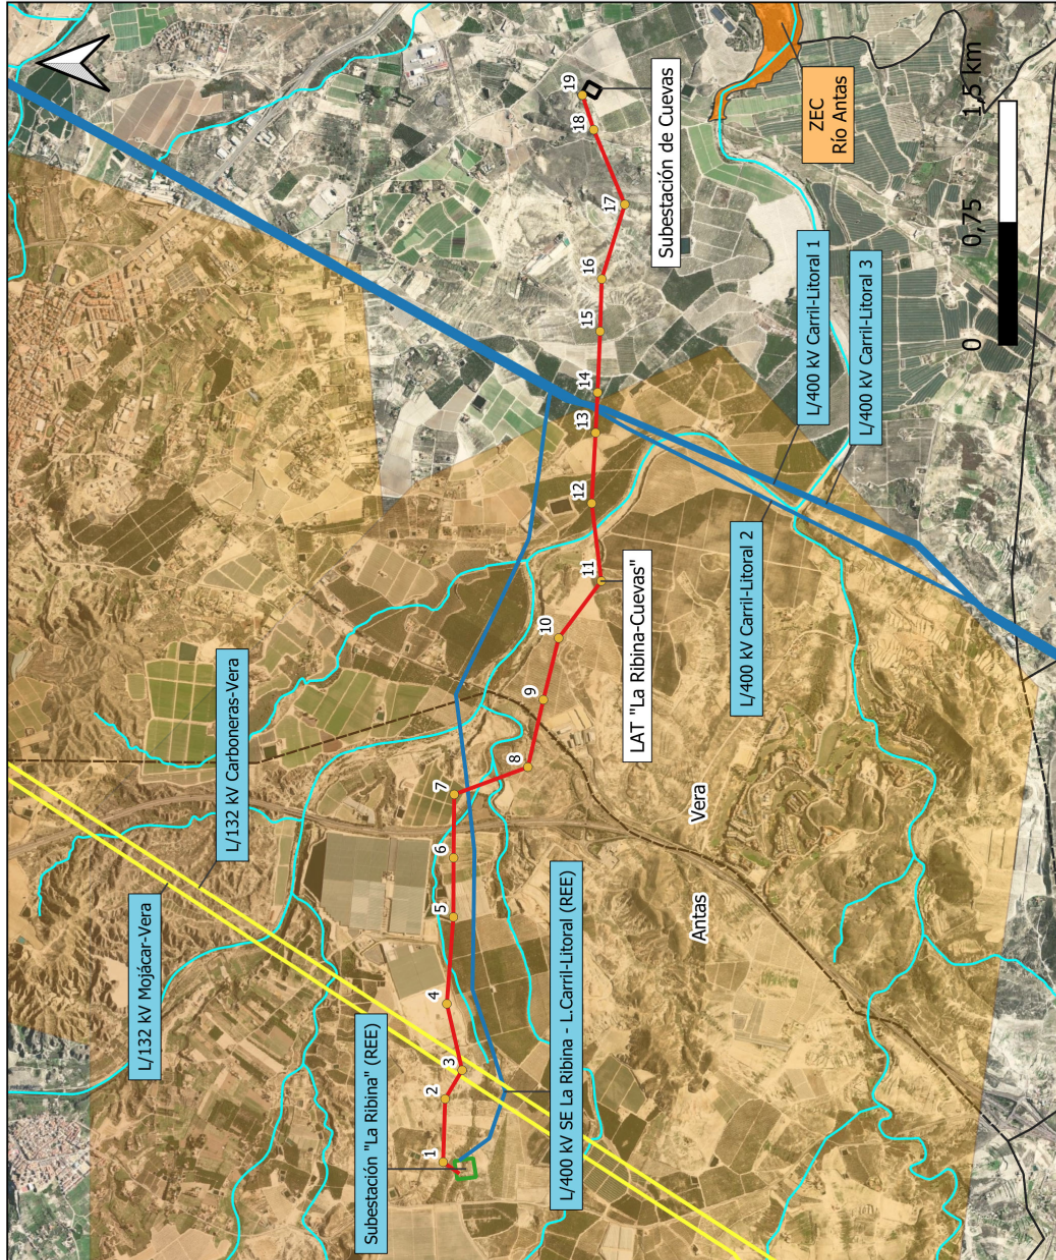 L/132 kV Mojácar-Vera
L/132 kV Carboneras-Vera
Subestación "La Ribina" (REE)
1
2
3
4
5
6
7
8
9
10
11
12
13
14
15
16
17
18
19
L/400 kV SE La Ribina - L.Carril-Litoral (REE)
LAT "La Ribina-Cuevas"
Subestación de Cuevas
Antas
Vera
L/400 kV Carril-Litoral 2
L/400 kV Carril-Litoral 1
L/400 kV Carril-Litoral 3
ZEC
Río Antas
0
0,75
1,5 km